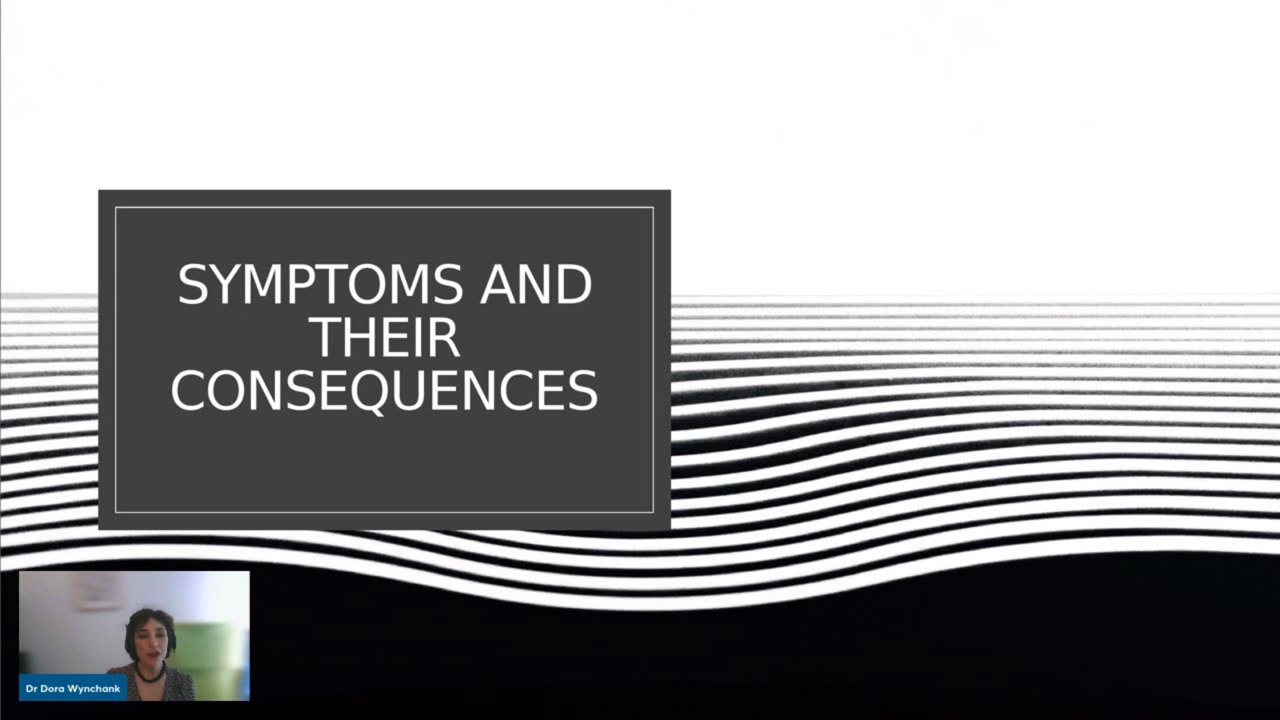 SYMPTOMS AND
THEIR
CONSEQUENCES
Dr Dora Wynchank